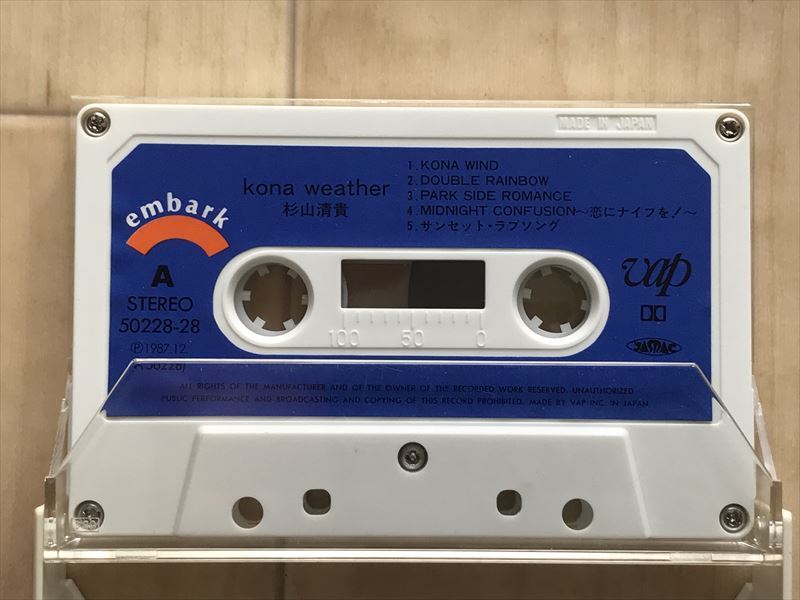 MADE IN JAPAN
embark
kona weather
杉山清貴
1. KONA WIND
2. DOUBLE RAINBOW
3. PARK SIDE ROMANCE
4. MIDNIGHT CONFUSION～恋にナイフを！～
5. サンセット・ラブソング
A
STEREO
50228-28
Ⓟ1987.12.
vap
100 50 0
ALL RIGHTS OF THE MANUFACTURER AND OF THE OWNER OF THE RECORDED WORK RESERVED. UNAUTHORIZED
PUBLIC PERFORMANCE AND BROADCASTING AND COPYING OF THIS RECORD PROHIBITED. MADE BY VAP INC. IN JAPAN.